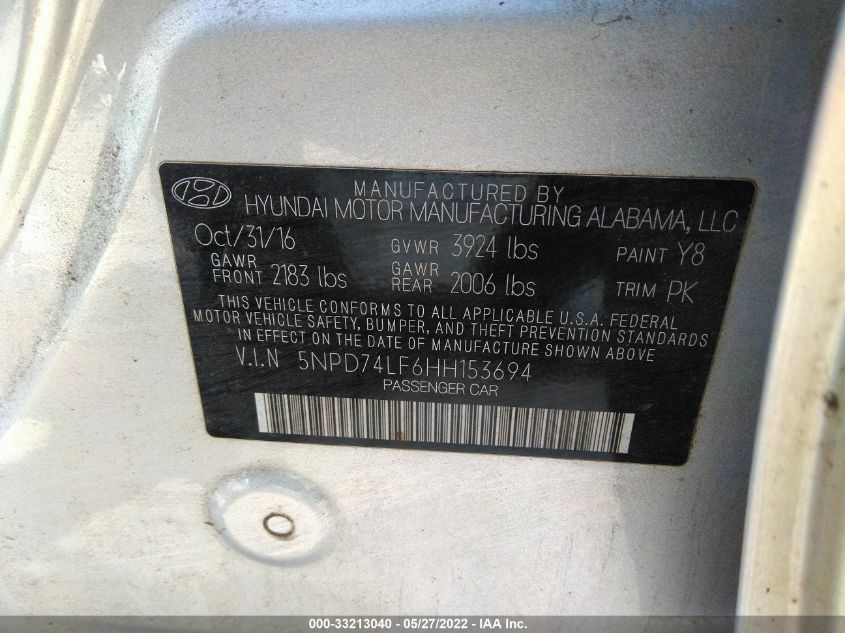 MANUFACTURED BY
HYUNDAI MOTOR MANUFACTURING ALABAMA, LLC
Oct/31/16 GVWR 3924 lbs PAINT Y8
GAWR FRONT 2183 lbs GAWR REAR 2006 lbs TRIM PK
THIS VEHICLE CONFORMS TO ALL APPLICABLE U.S.A. FEDERAL
MOTOR VEHICLE SAFETY, BUMPER, AND THEFT PREVENTION STANDARDS
IN EFFECT ON THE DATE OF MANUFACTURE SHOWN ABOVE
V.I.N 5NPD74LF6HH153694
PASSENGER CAR
000-33213040 - 05/27/2022 - IAA Inc.